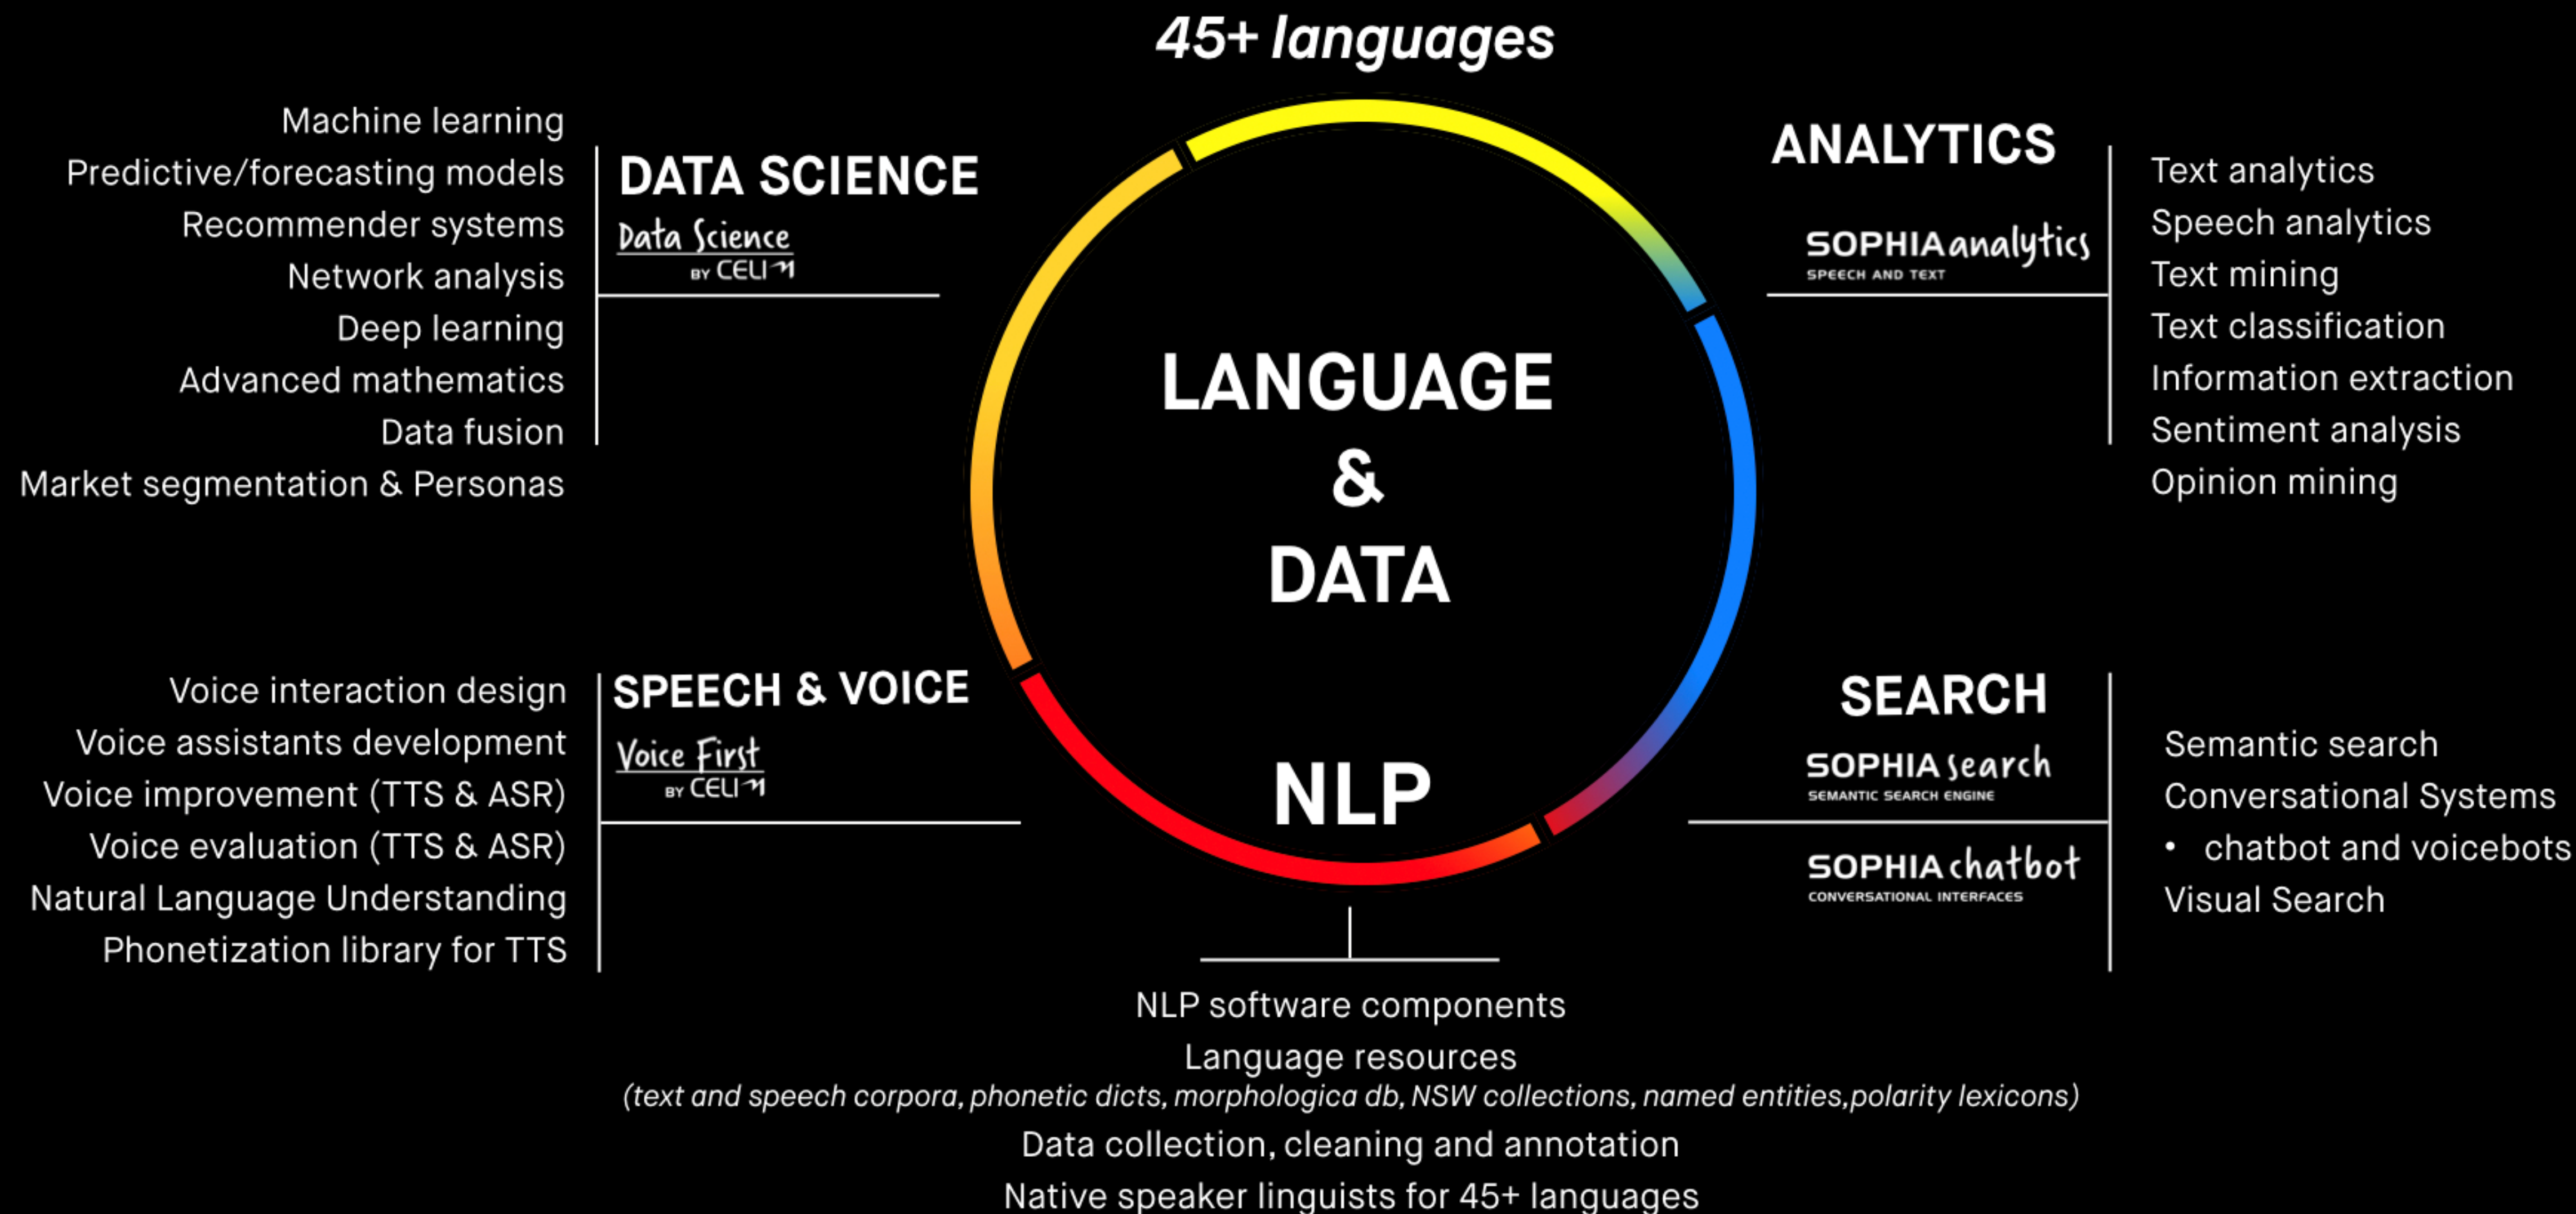 45+ languages
Machine learning
Predictive/forecasting models
Recommender systems
Network analysis
Deep learning
Advanced mathematics
Data fusion
Market segmentation & Personas
DATA SCIENCE
Data Science
BY CELI
ANALYTICS
SOPHIA analytics
SPEECH AND TEXT
Text analytics
Speech analytics
Text mining
Text classification
Information extraction
Sentiment analysis
Opinion mining
LANGUAGE
&
DATA
NLP
Voice interaction design
Voice assistants development
Voice improvement (TTS & ASR)
Voice evaluation (TTS & ASR)
Natural Language Understanding
Phonetization library for TTS
SPEECH & VOICE
Voice First
BY CELI
SEARCH
SOPHIA search
SEMANTIC SEARCH ENGINE
SOPHIA chatbot
CONVERSATIONAL INTERFACES
Semantic search
Conversational Systems
• chatbot and voicebots
Visual Search
NLP software components
Language resources
(text and speech corpora, phonetic dicts, morphologica db, NSW collections, named entities,polarity lexicons)
Data collection, cleaning and annotation
Native speaker linguists for 45+ languages